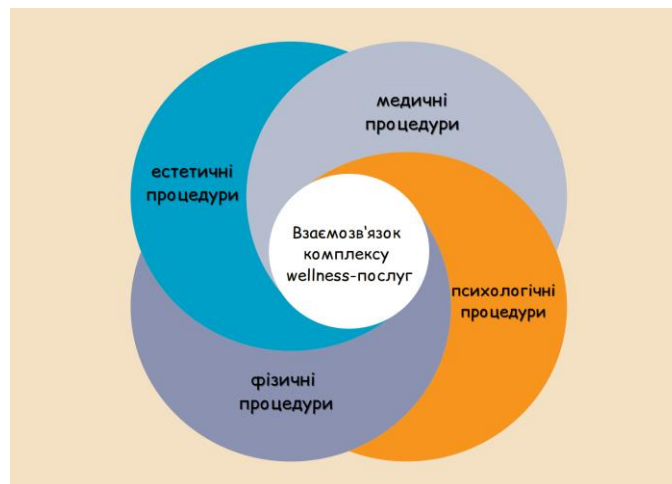 медичні
процедури
естетичні
процедури
Взаємозв'язок
комплексу
wellness-послуг
психологічні
процедури
фізичні
процедури